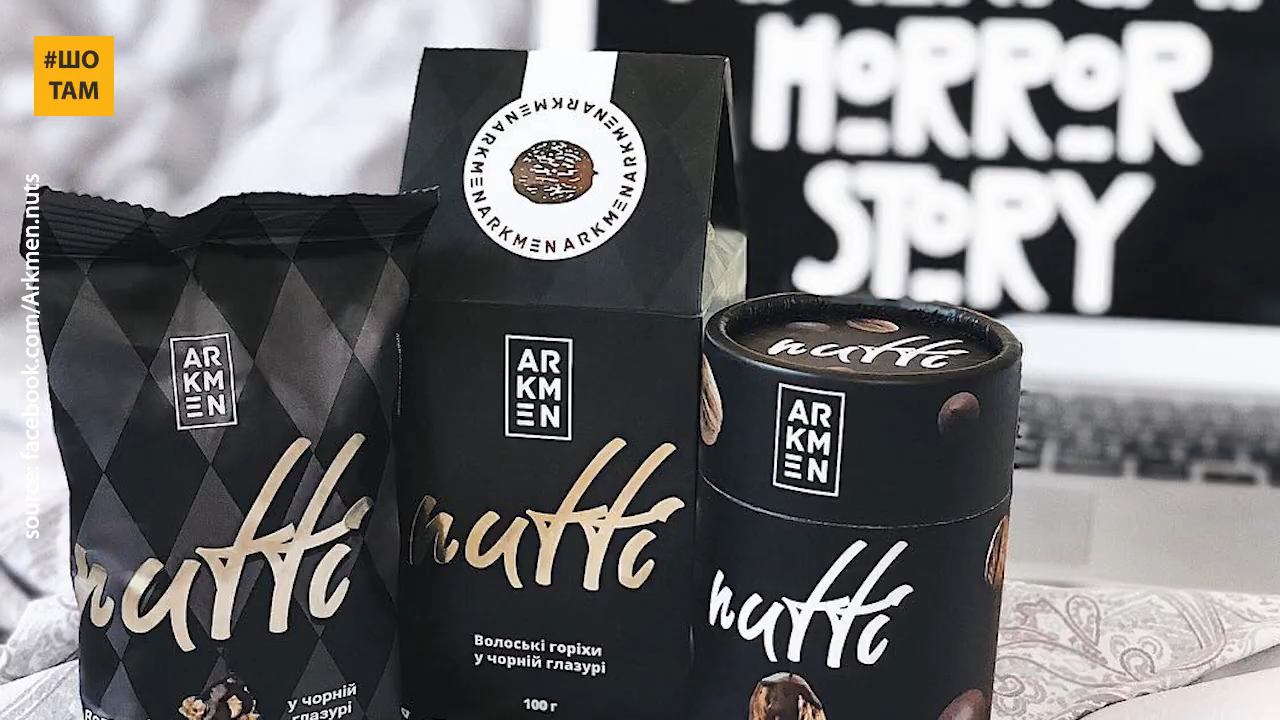 #ШО
ТАМ
source: facebook.com/Arkmen.nuts
HORROR
STORY
ARKMENARKMENARKMENARKMENARKMEN
AR
KM
EN
nutti
у чорній
глазурі
AR
KM
EN
nutti
Волоські горіхи
у чорній глазурі
100 г
nutti
AR
KM
EN
nutti